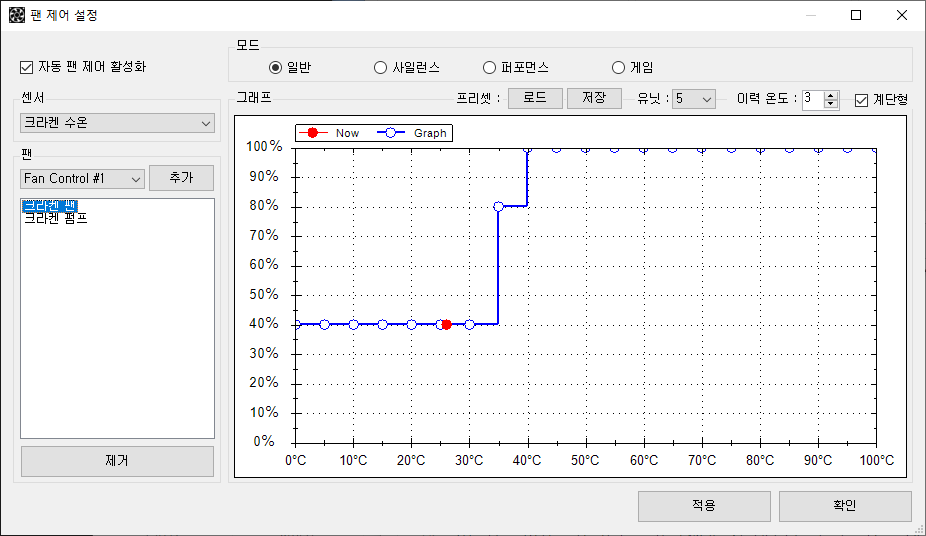 팬 제어 설정
자동 팬 제어 활성화
모드
일반 사일런스 퍼포먼스 게임
센서
크라켄 수온
팬
Fan Control #1 추가
크라켄 팬
크라켄 펌프
제거
그래프 프리셋 : 로드 저장 유닛 : 5 이력 온도 : 3 계단형
Now Graph
100%
90%
80%
70%
60%
50%
40%
30%
20%
10%
0%
0°C 10°C 20°C 30°C 40°C 50°C 60°C 70°C 80°C 90°C 100°C
적용 확인